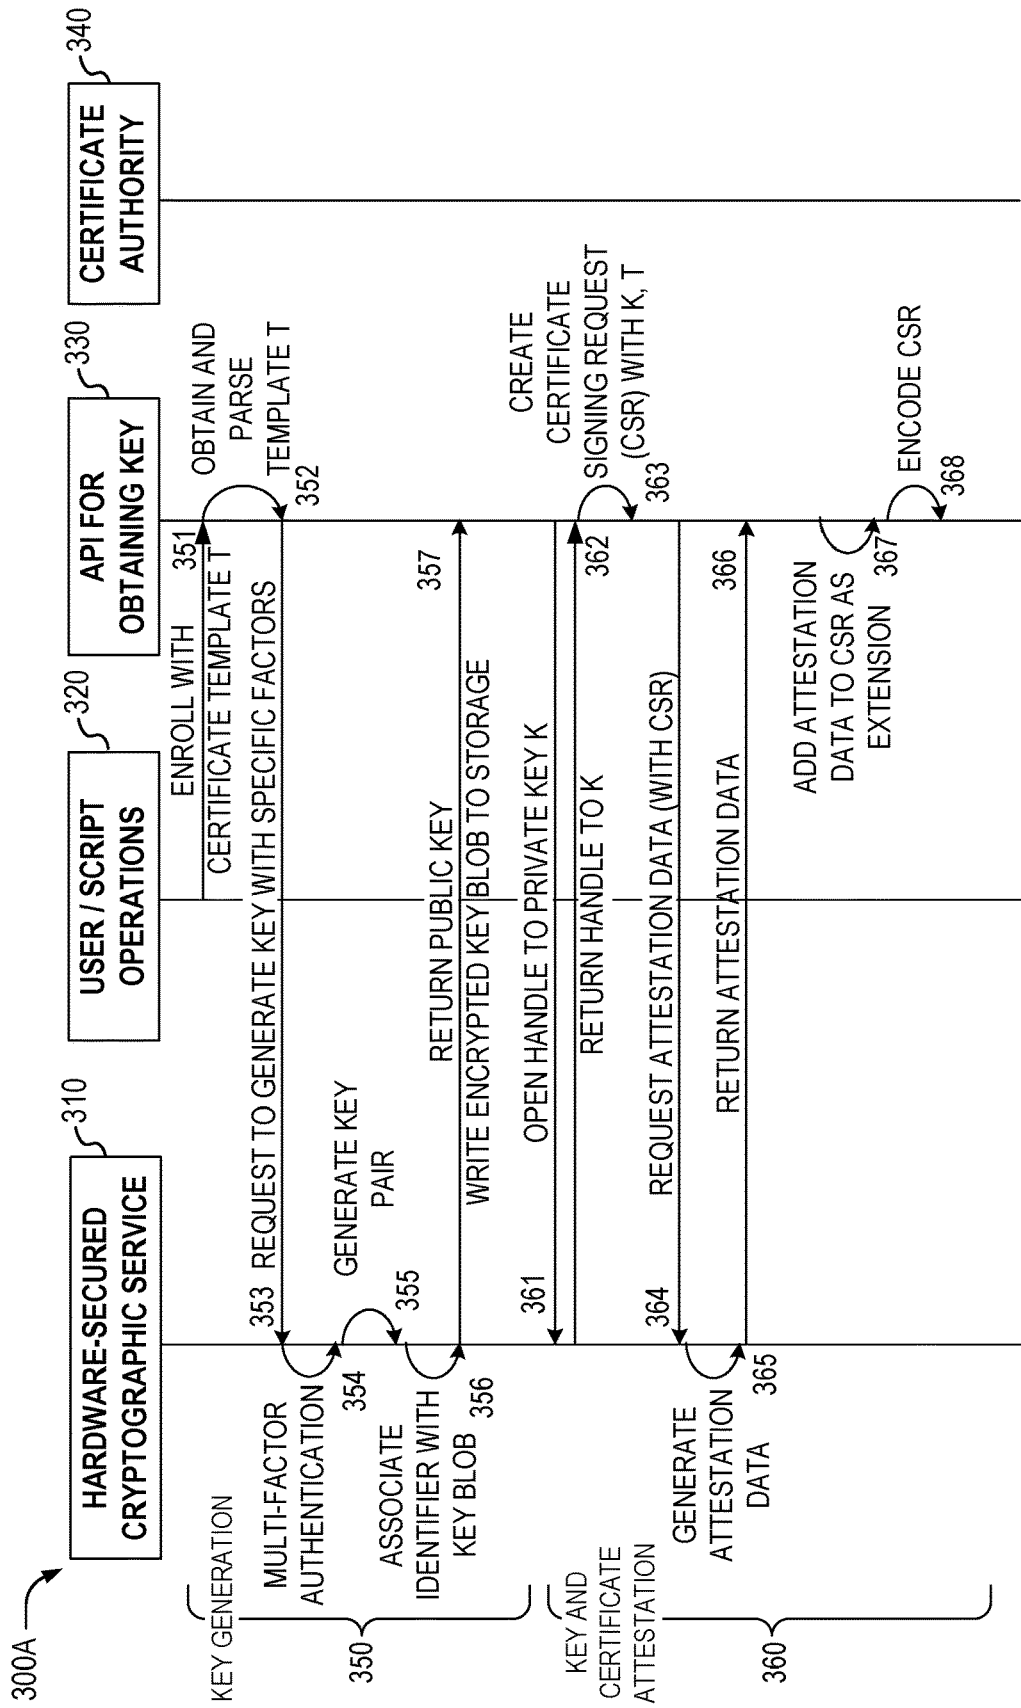 300A
HARDWARE-SECURED
CRYPTOGRAPHIC SERVICE
310
USER / SCRIPT
OPERATIONS
320
API FOR
OBTAINING KEY
330
CERTIFICATE
AUTHORITY
340
KEY GENERATION
350
ENROLL WITH
CERTIFICATE TEMPLATE T
351
OBTAIN AND
PARSE
TEMPLATE T
352
353
REQUEST TO GENERATE KEY WITH SPECIFIC FACTORS
MULTI-FACTOR
AUTHENTICATION
354
GENERATE KEY
PAIR
355
ASSOCIATE
IDENTIFIER WITH
KEY BLOB
356
RETURN PUBLIC KEY
WRITE ENCRYPTED KEY BLOB TO STORAGE
357
KEY AND
CERTIFICATE
ATTESTATION
360
361
OPEN HANDLE TO PRIVATE KEY K
RETURN HANDLE TO K
362
CREATE
CERTIFICATE
SIGNING REQUEST
(CSR) WITH K, T
363
364
REQUEST ATTESTATION DATA (WITH CSR)
GENERATE
ATTESTATION
DATA
365
RETURN ATTESTATION DATA
366
ADD ATTESTATION
DATA TO CSR AS
EXTENSION
367
ENCODE CSR
368